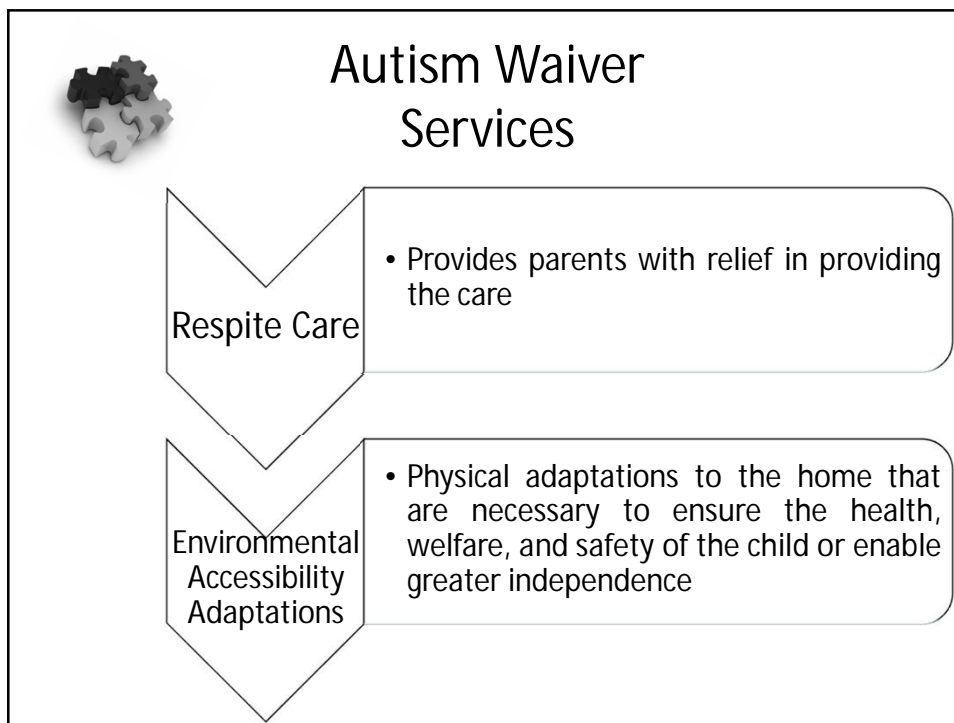 Autism Waiver
Services
Respite Care
• Provides parents with relief in providing
the care
Environmental
Accessibility
Adaptations
• Physical adaptations to the home that
are necessary to ensure the health,
welfare, and safety of the child or enable
greater independence